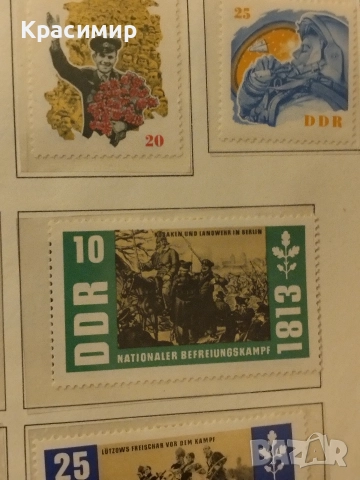 Красимир
20
25
DDR
10
DDR
KOSAKEN UND LANDWEHR IN BERLIN
NATIONALER BEFREIUNGSKAMPF
1813
25
LÜTZOWS FREISCHAR VOR DEM KAMPF
bazar